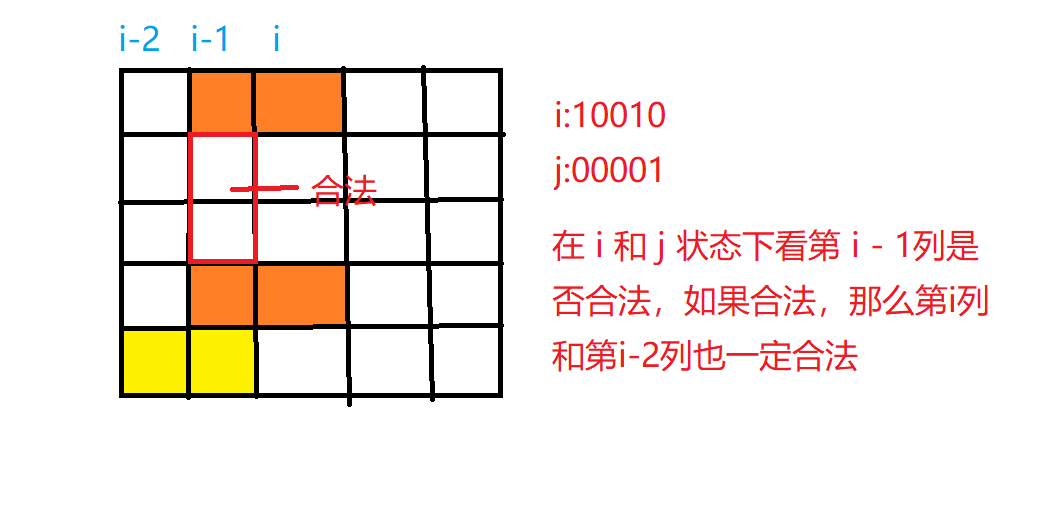 i-2 i-1 i
i:10010
j:00001
合法
在 i 和 j 状态下看第 i - 1列是
否合法，如果合法，那么第i列
和第i-2列也一定合法